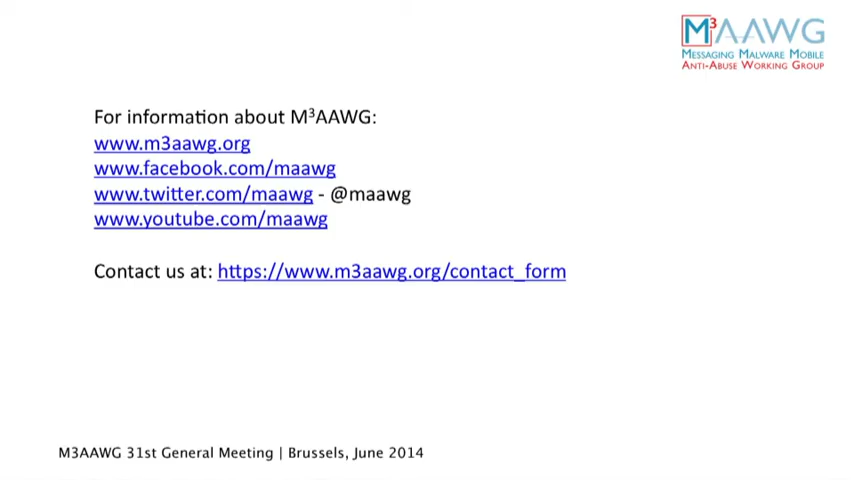 M³AAWG
MESSAGING MALWARE MOBILE
ANTI-ABUSE WORKING GROUP
For information about M³AAWG:
www.m3aawg.org
www.facebook.com/maawg
www.twitter.com/maawg - @maawg
www.youtube.com/maawg
Contact us at: https://www.m3aawg.org/contact_form
M3AAWG 31st General Meeting | Brussels, June 2014